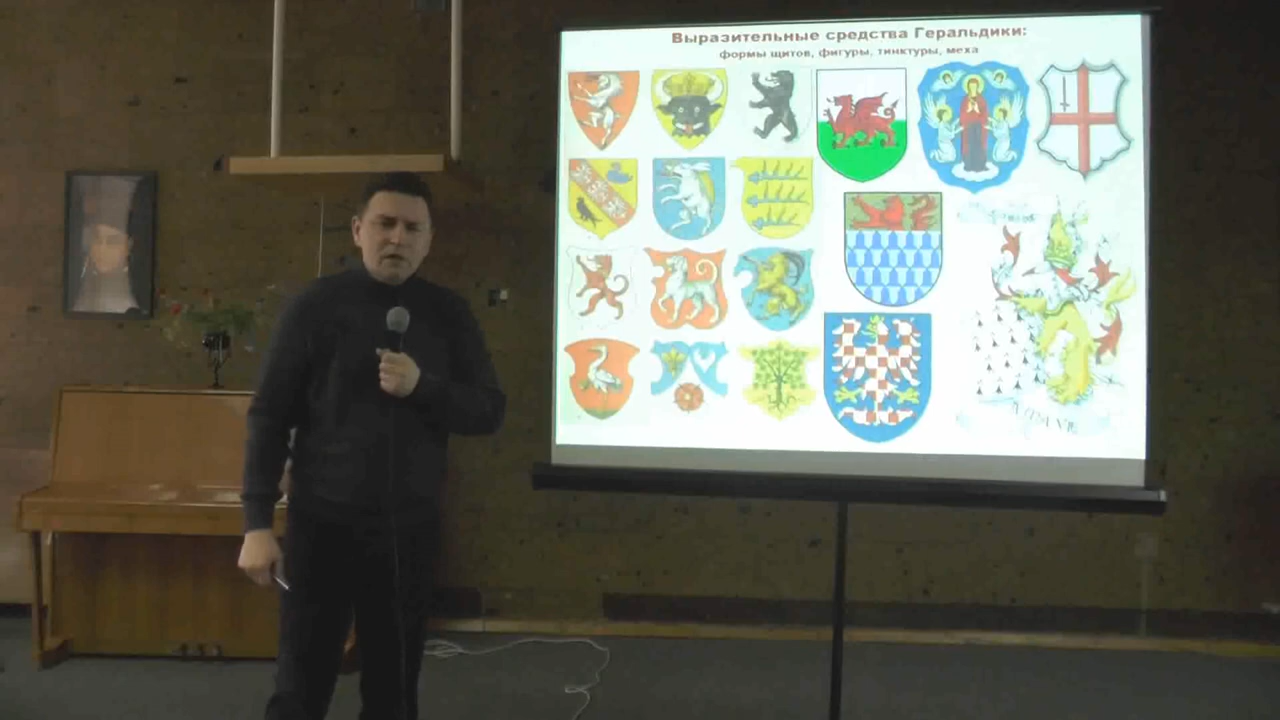 Выразительные средства Геральдики:
формы щитов, фигуры, тинктуры, меха